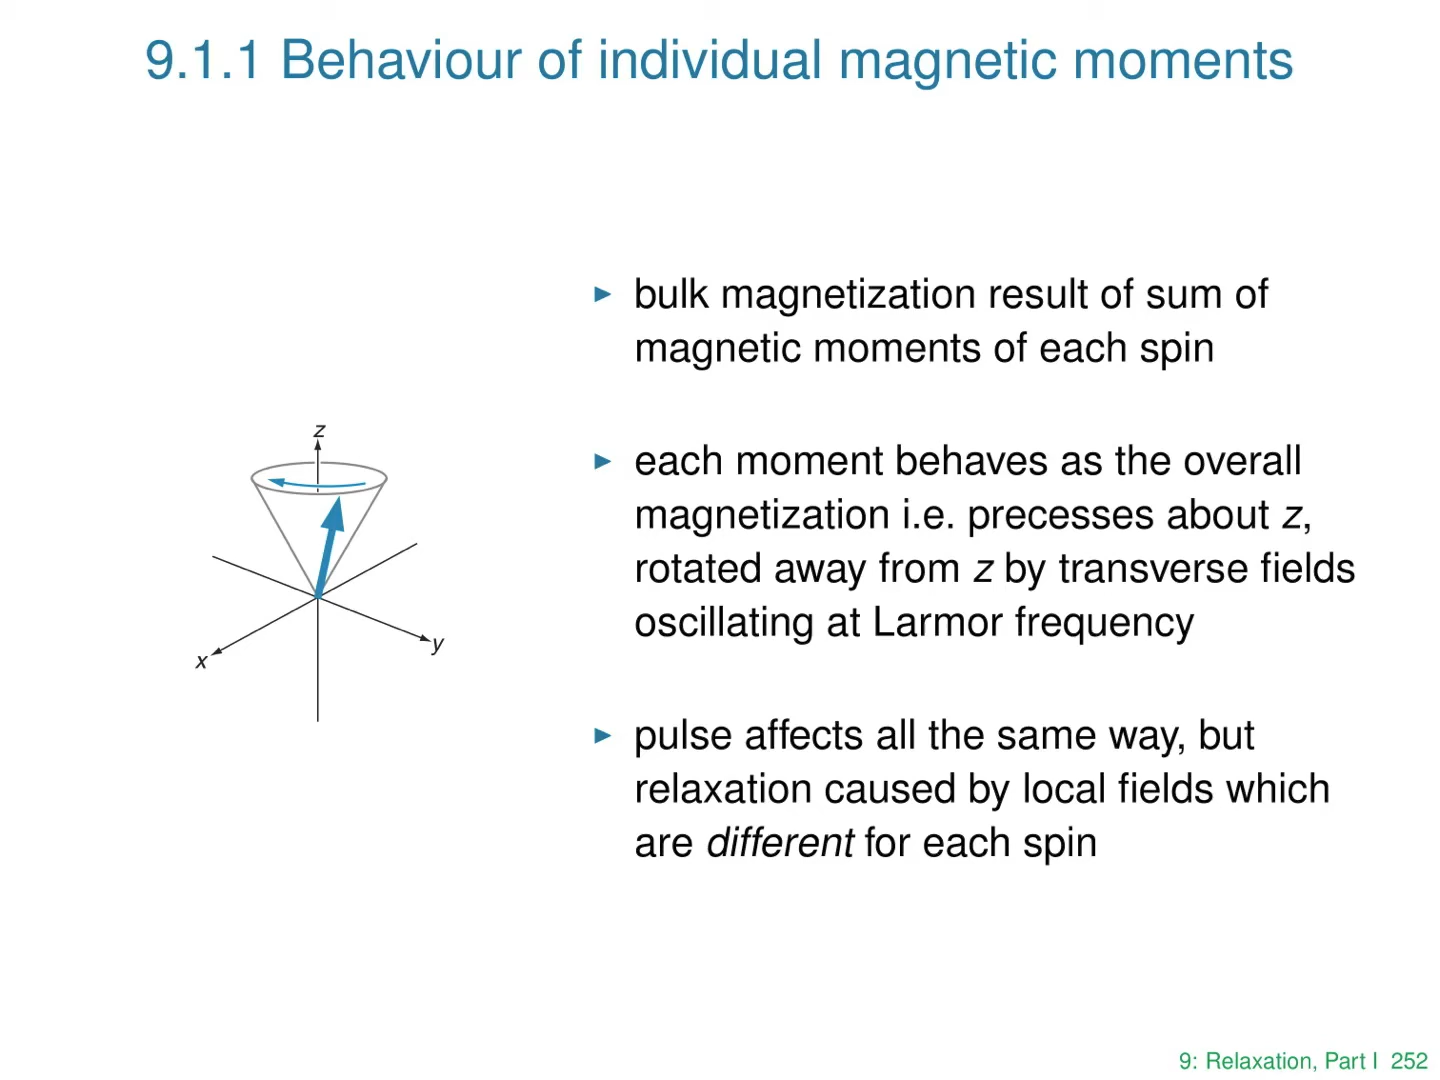 9.1.1 Behaviour of individual magnetic moments
bulk magnetization result of sum of
magnetic moments of each spin
each moment behaves as the overall
magnetization i.e. precesses about z,
rotated away from z by transverse fields
oscillating at Larmor frequency
pulse affects all the same way, but
relaxation caused by local fields which
are different for each spin
z
x
y
9: Relaxation, Part I 252